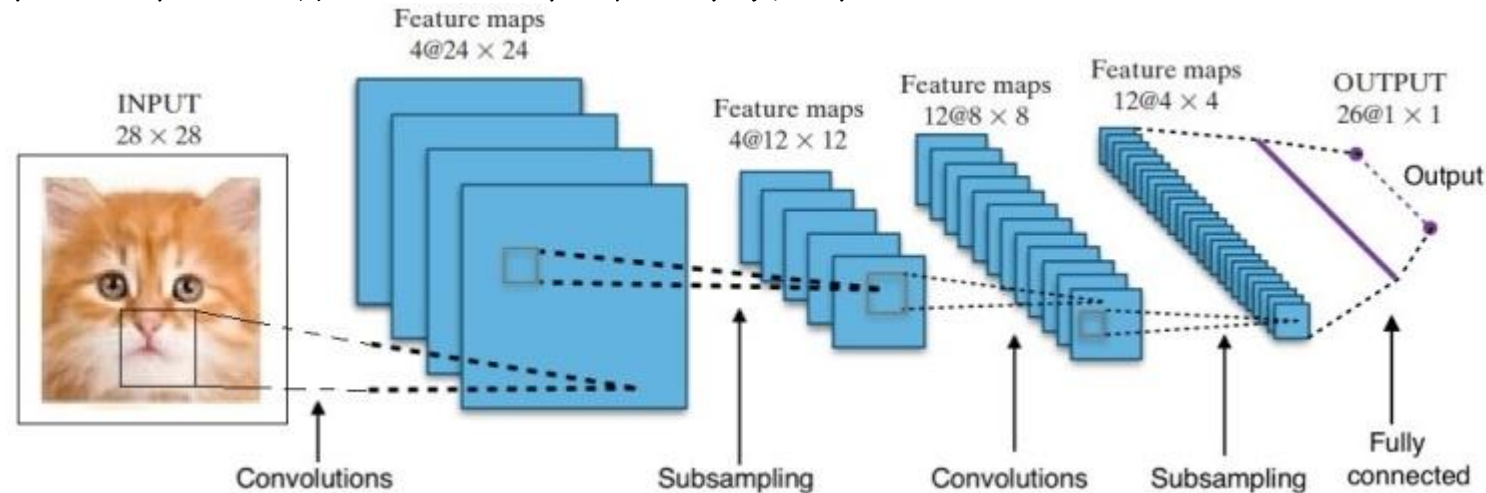 INPUT
28 × 28
Feature maps
4@24 × 24
Feature maps
4@12 × 12
Feature maps
12@8 × 8
Feature maps
12@4 × 4
OUTPUT
26@1 × 1
Output
Convolutions
Subsampling
Convolutions
Subsampling
Fully
connected